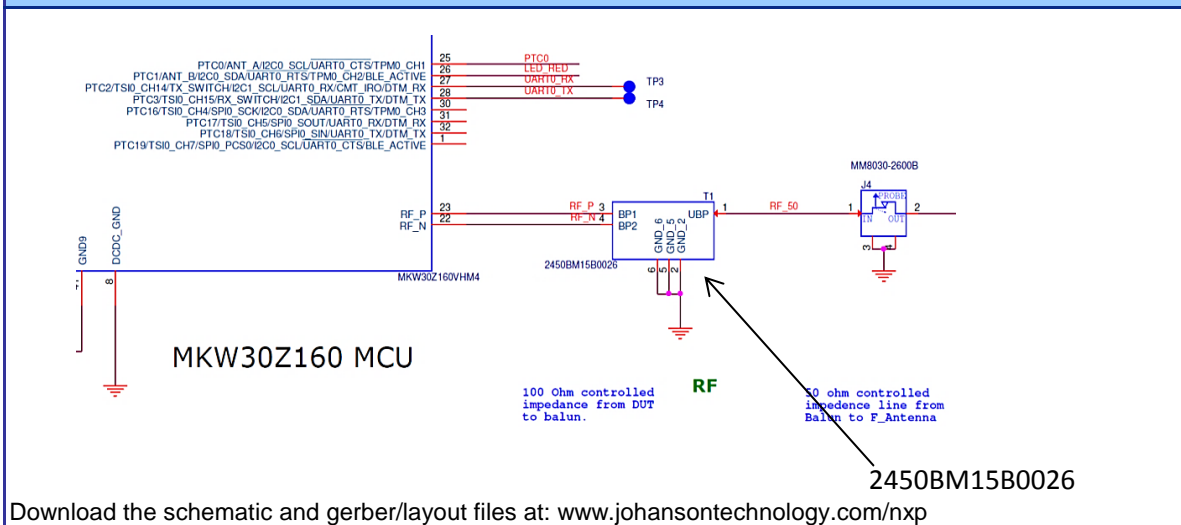 PTC0/ANT_A/I2C0_SCL/UART0_CTS/TPM0_CH1 25 PTC0
PTC1/ANT_B/I2C0_SDA/UART0_RTS/TPM0_CH2/BLE_ACTIVE 26 LED_RED
PTC2/TSI0_CH14/TX_SWITCH/I2C1_SCL/UART0_RX/CMT_IRO/DTM_RX 27 UART0_RX TP3
PTC3/TSI0_CH15/RX_SWITCH/I2C1_SDA/UART0_TX/DTM_TX 28 UART0_TX TP4
PTC16/TSI0_CH4/SPI0_SCK/I2C0_SDA/UART0_RTS/TPM0_CH3 30
PTC17/TSI0_CH5/SPI0_SOUT/UART0_RX/DTM_RX 31
PTC18/TSI0_CH6/SPI0_SIN/UART0_TX/DTM_TX 32
PTC19/TSI0_CH7/SPI0_PCS0/I2C0_SCL/UART0_CTS/BLE_ACTIVE 1
MM8030-2600B
J4
PROBE
IN OUT
1 2
3 4
T1
RF_P 23 RF_P 3 BP1 UBP 1 RF_50
RF_N 22 RF_N 4 BP2
GND_6 GND_5 GND_2
6 5 2
2450BM15B0026
GND9
DCDC_GND
8
MKW30Z160VHM4
MKW30Z160 MCU
RF
100 Ohm controlled
impedance from DUT
to balun.
50 ohm controlled
impedence line from
Balun to F_Antenna
2450BM15B0026
Download the schematic and gerber/layout files at: www.johansontechnology.com/nxp